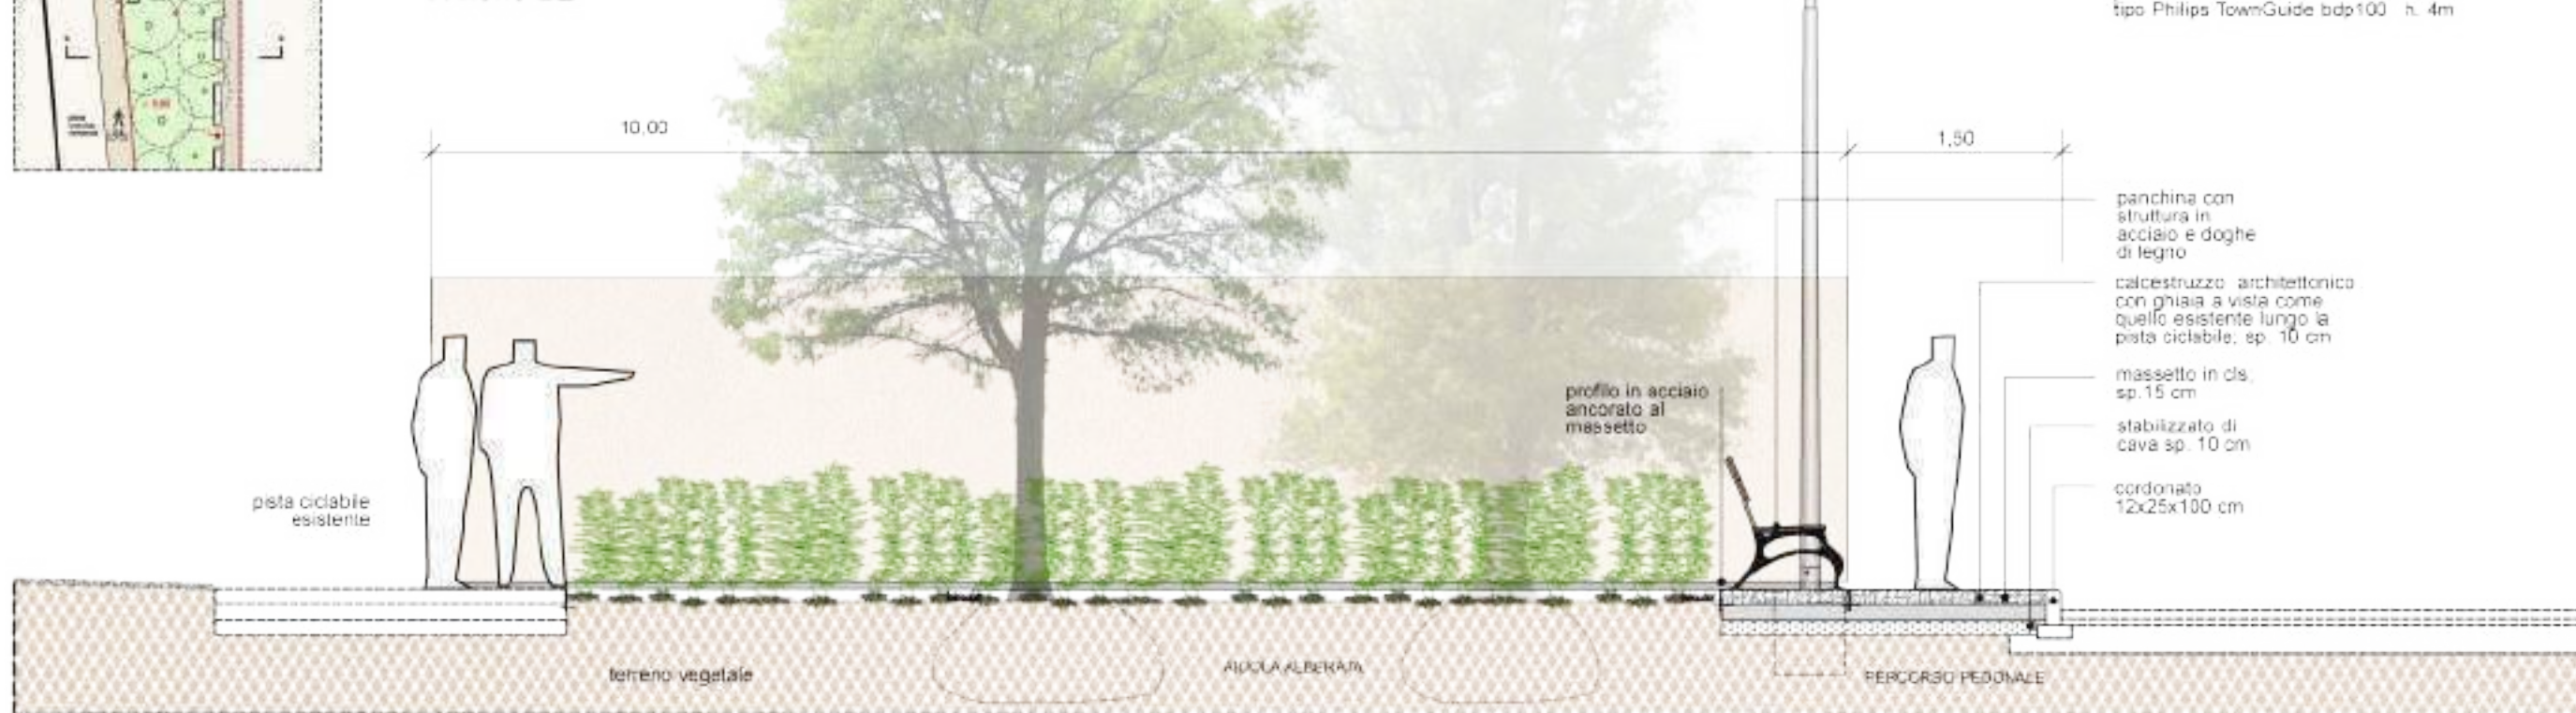 tipo Philips TownGuide bdp100 h. 4m
10,00
1,50
panchina con
struttura in
acciaio e doghe
di legno
calcestruzzo architettonico
con ghiaia a vista come
quello esistente lungo la
pista ciclabile; sp. 10 cm
profilo in acciaio
ancorato al
massetto
massetto in cls,
sp.15 cm
stabilizzato di
cava sp. 10 cm
cordonato
12x25x100 cm
pista ciclabile
esistente
terreno vegetale
AIUOLA ALBERATA
PERCORSO PEDONALE